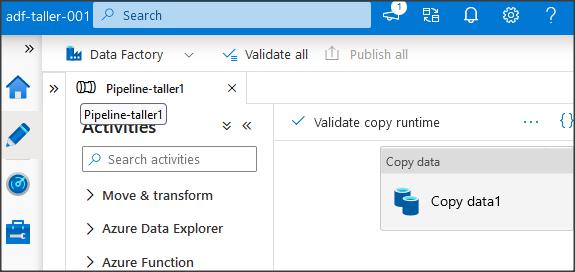 adf-taller-001
Search
1
Data Factory
Validate all
Publish all
Pipeline-taller1
Pipeline-taller1
Activities
Search activities
Move & transform
Azure Data Explorer
Azure Function
Validate copy runtime
{}
Copy data
Copy data1